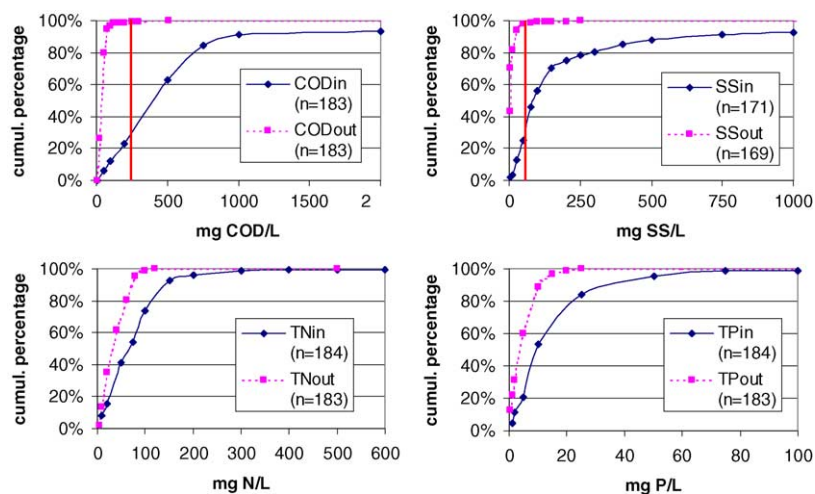 cumul. percentage
100%
80%
60%
40%
20%
0%
CODin
(n=183)
CODout
(n=183)
0
500
1000
1500
2
mg COD/L
cumul. percentage
100%
80%
60%
40%
20%
0%
SSin
(n=171)
SSout
(n=169)
0
250
500
750
1000
mg SS/L
cumul. percentage
100%
80%
60%
40%
20%
0%
TNin
(n=184)
TNout
(n=183)
0
100
200
300
400
500
600
mg N/L
cumul. percentage
100%
80%
60%
40%
20%
0%
TPin
(n=184)
TPout
(n=183)
0
20
40
60
80
100
mg P/L